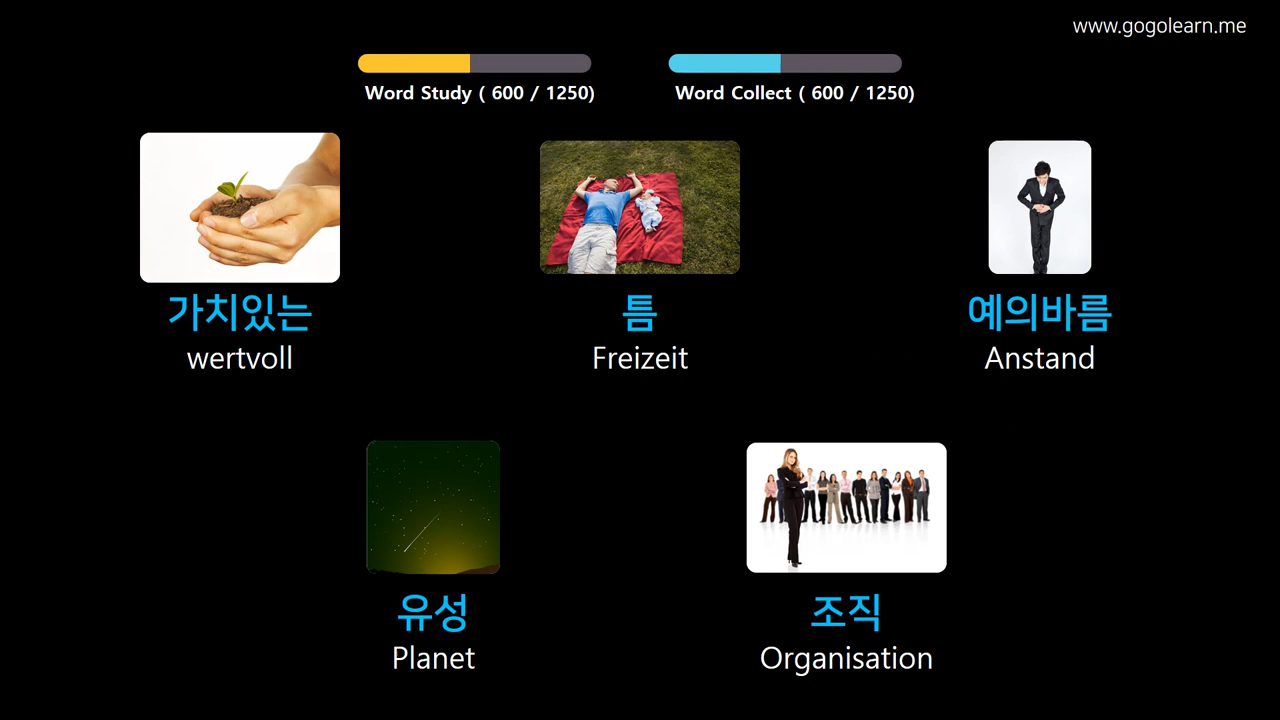 www.gogolearn.me
Word Study ( 600 / 1250)
Word Collect ( 600 / 1250)
가치있는
wertvoll
틈
Freizeit
예의바름
Anstand
유성
Planet
조직
Organisation